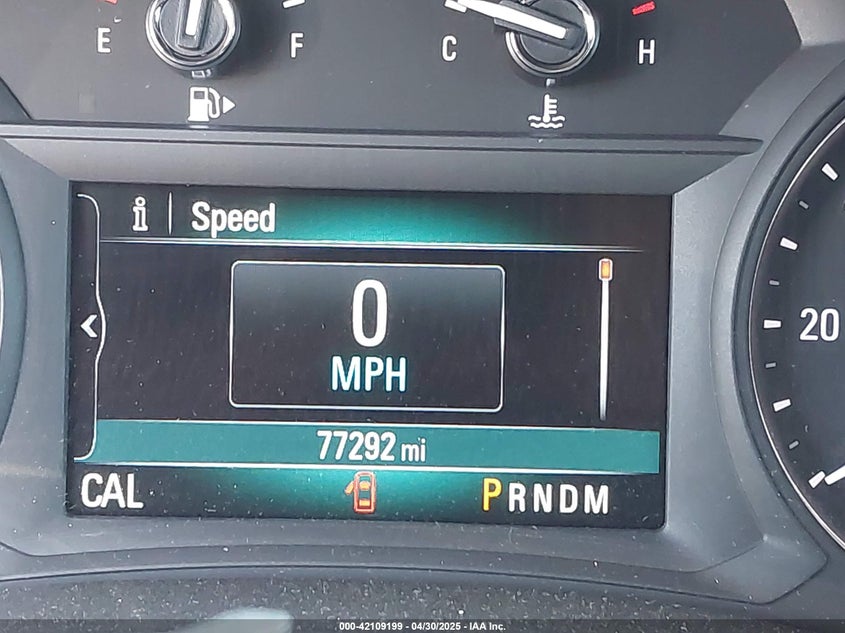 E F C H
i Speed
0
MPH
20
77292 mi
CAL PRNDM
000-42109199 - 04/30/2025 - IAA Inc.